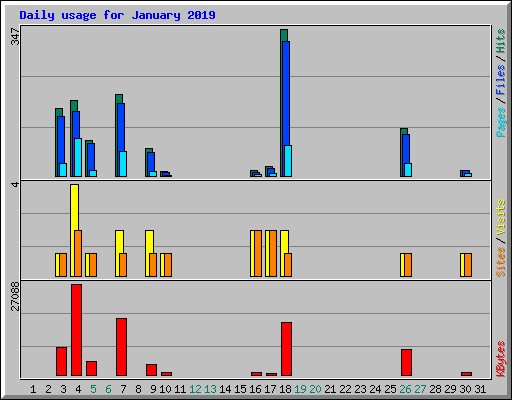 Daily usage for January 2019
347
Pages / Files / Hits
4
Sites / Visits
27088
KBytes
1 2 3 4 5 6 7 8 9 10 11 12 13 14 15 16 17 18 19 20 21 22 23 24 25 26 27 28 29 30 31